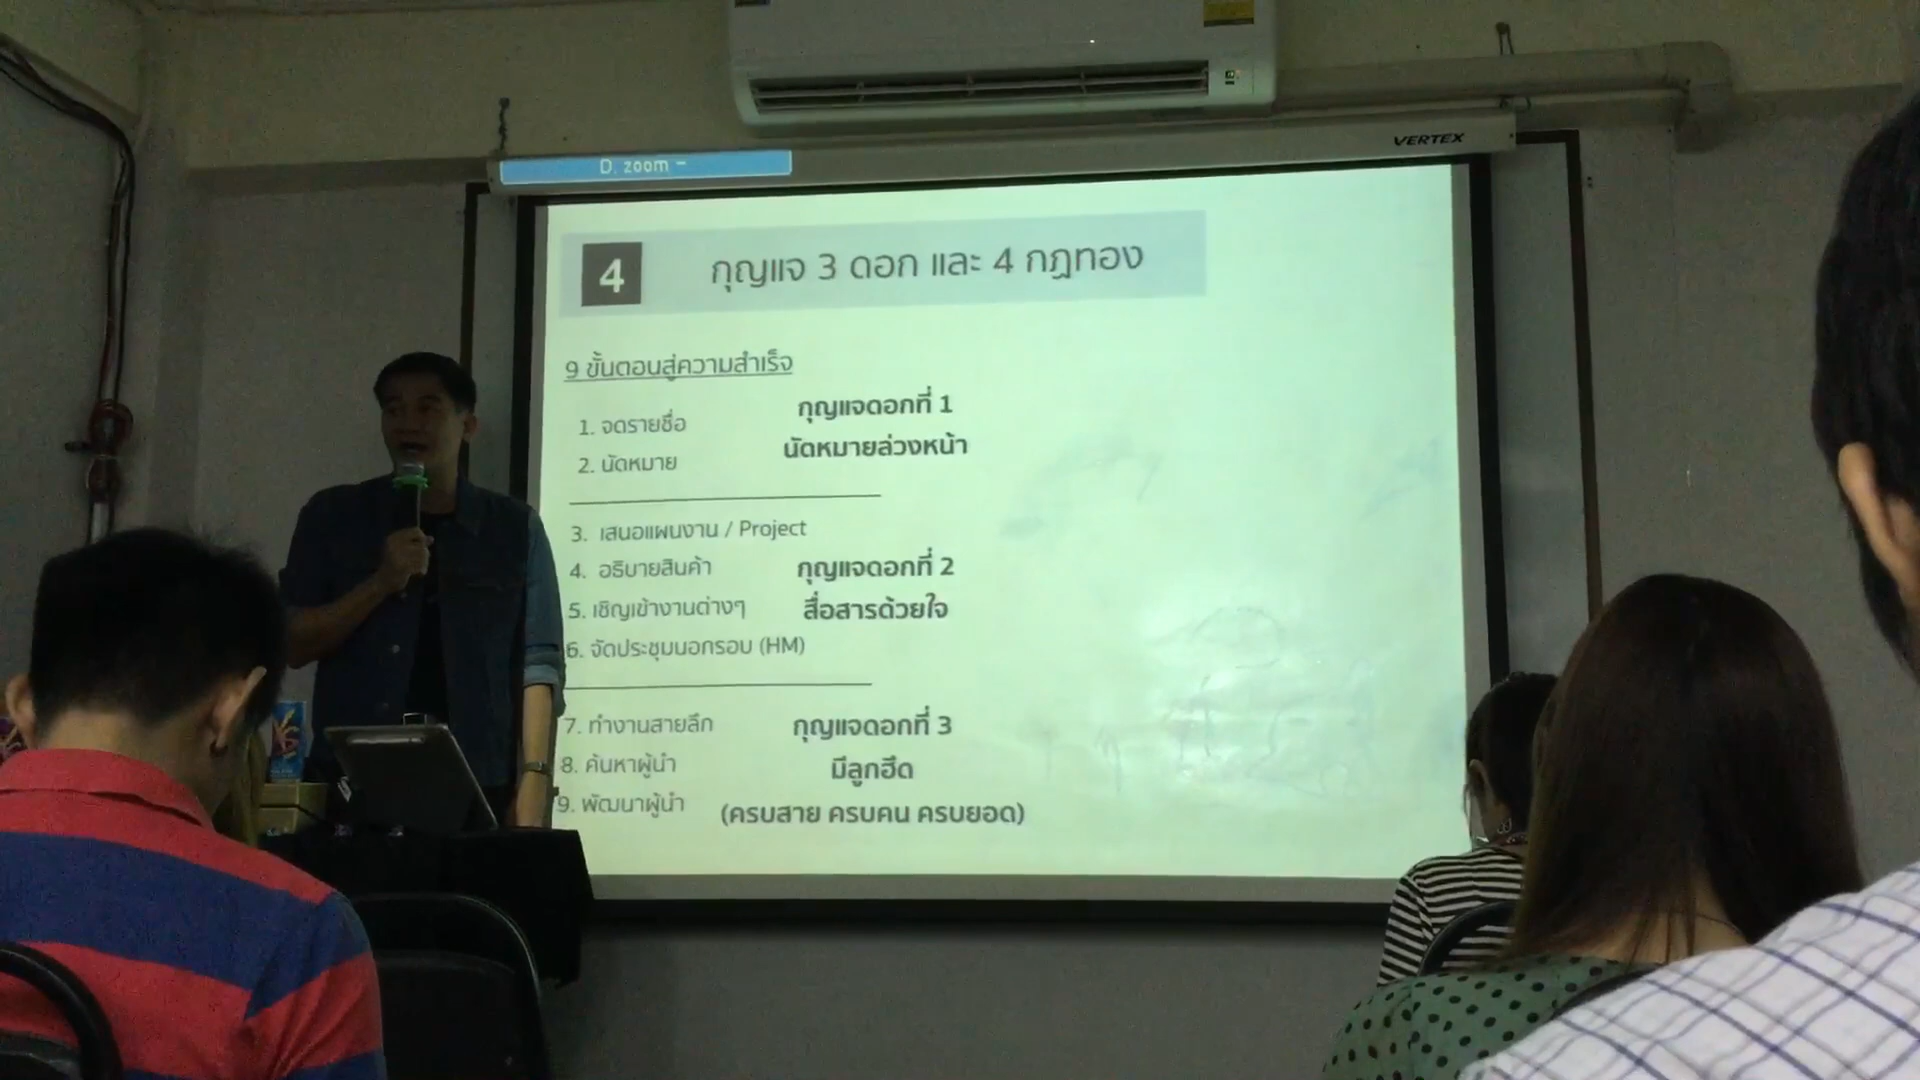 VERTEX
D. zoom -
4 กุญแจ 3 ดอก และ 4 กฎทอง
9 ขั้นตอนสู่ความสำเร็จ
1. จดรายชื่อ
กุญแจดอกที่ 1
2. นัดหมาย
นัดหมายล่วงหน้า
3. เสนอแผนงาน / Project
4. อธิบายสินค้า
กุญแจดอกที่ 2
5. เชิญเข้างานต่างๆ
สื่อสารด้วยใจ
6. จัดประชุมนอกรอบ (HM)
7. ทำงานสายลึก
กุญแจดอกที่ 3
8. ค้นหาผู้นำ
มีลูกฮึด
9. พัฒนาผู้นำ
(ครบสาย ครบคน ครบยอด)